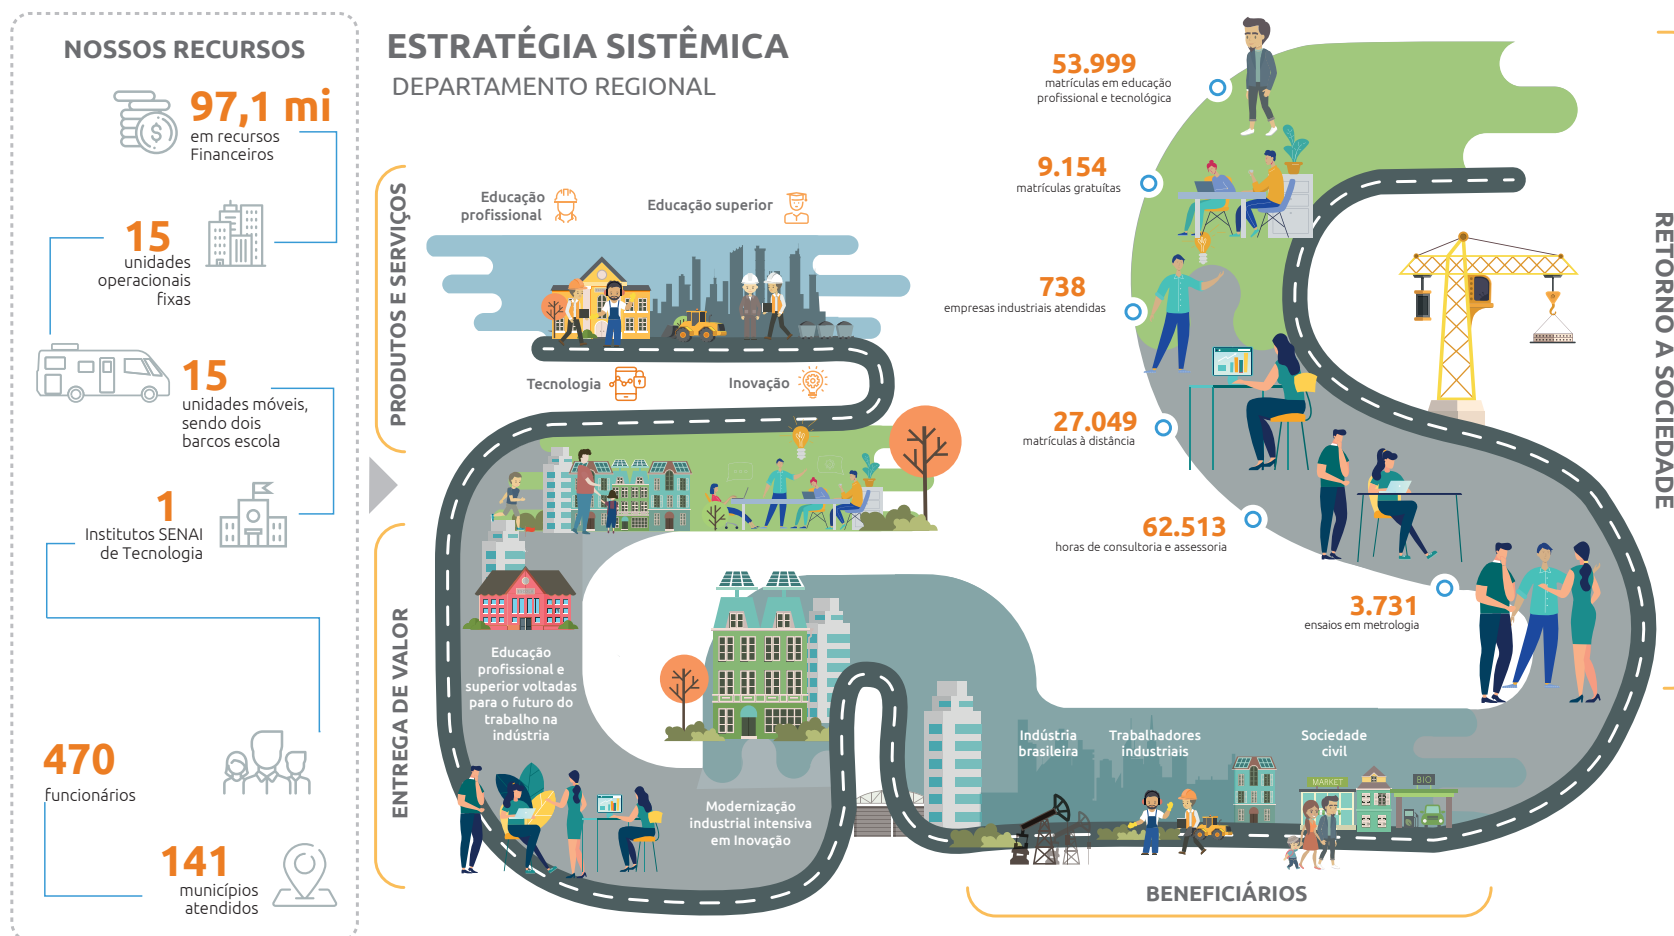 NOSSOS RECURSOS
97,1 mi
em recursos
Financeiros
15
unidades
operacionais
fixas
15
unidades móveis,
sendo dois
barcos escola
1
Institutos SENAI
de Tecnologia
470
funcionários
141
municípios
atendidos
ESTRATÉGIA SISTÊMICA
DEPARTAMENTO REGIONAL
PRODUTOS E SERVIÇOS
Educação
profissional
Educação superior
Tecnologia
Inovação
ENTREGA DE VALOR
Educação
profissional e
superior voltadas
para o futuro do
trabalho na
indústria
Modernização
industrial intensiva
em Inovação
Indústria
brasileira
Trabalhadores
industriais
Sociedade
civil
MARKET
BIO
BENEFICIÁRIOS
RETORNO A SOCIEDADE
53.999
matrículas em educação
profissional e tecnológica
9.154
matrículas gratuítas
738
empresas industriais atendidas
27.049
matrículas à distância
62.513
horas de consultoria e assessoria
3.731
ensaios em metrologia